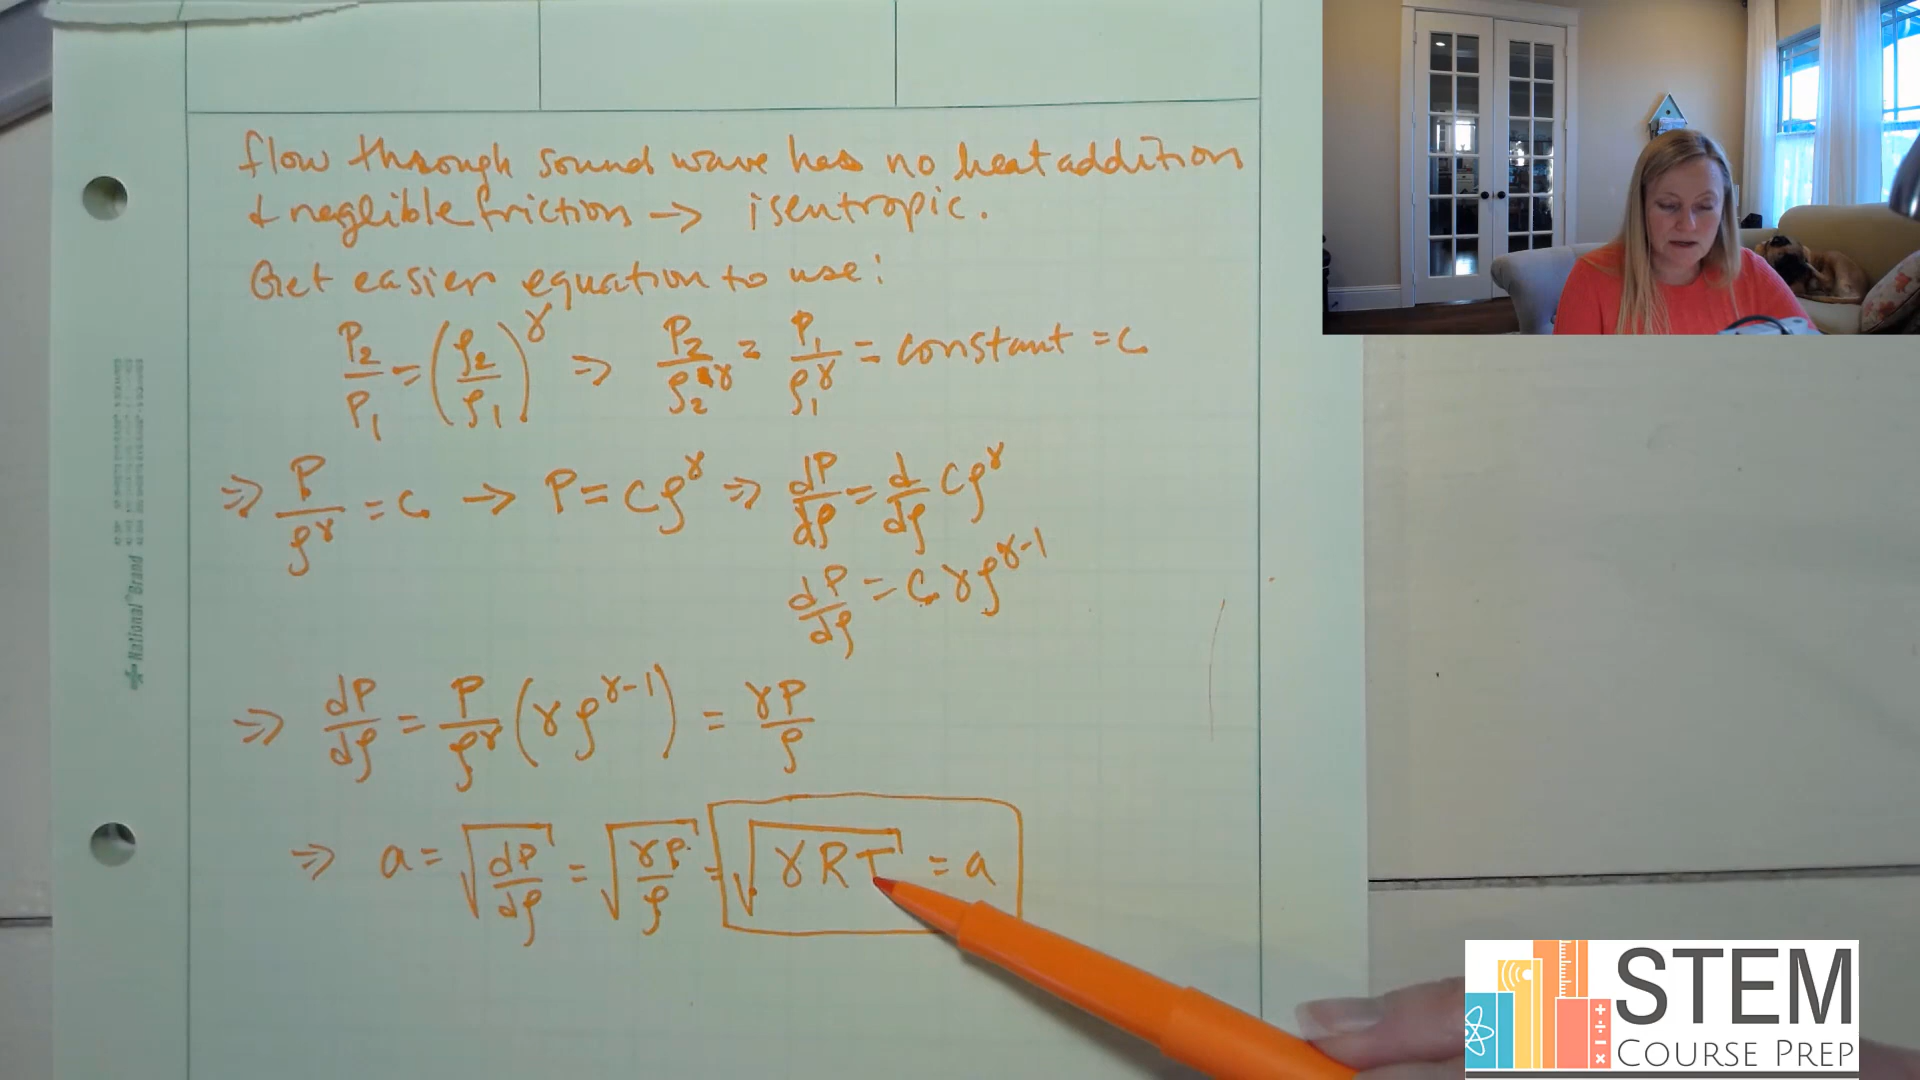 flow through sound wave has no heat addition
& neglible friction → isentropic.
Get easier equation to use:
P₂/P₁ = (ρ₂/ρ₁)^γ ⇒ P₂/ρ₂^γ = P₁/ρ₁^γ = constant = c
⇒ P/ρ^γ = c → P = cρ^γ ⇒ dP/dρ = d/dρ cρ^γ
dP/dρ = cγρ^γ-1
⇒ dP/dρ = P/ρ^γ (γρ^γ-1) = γP/ρ
⇒ a = √dP/dρ = √γP/ρ = √γRT = a
National® Brand
STEM
COURSE PREP